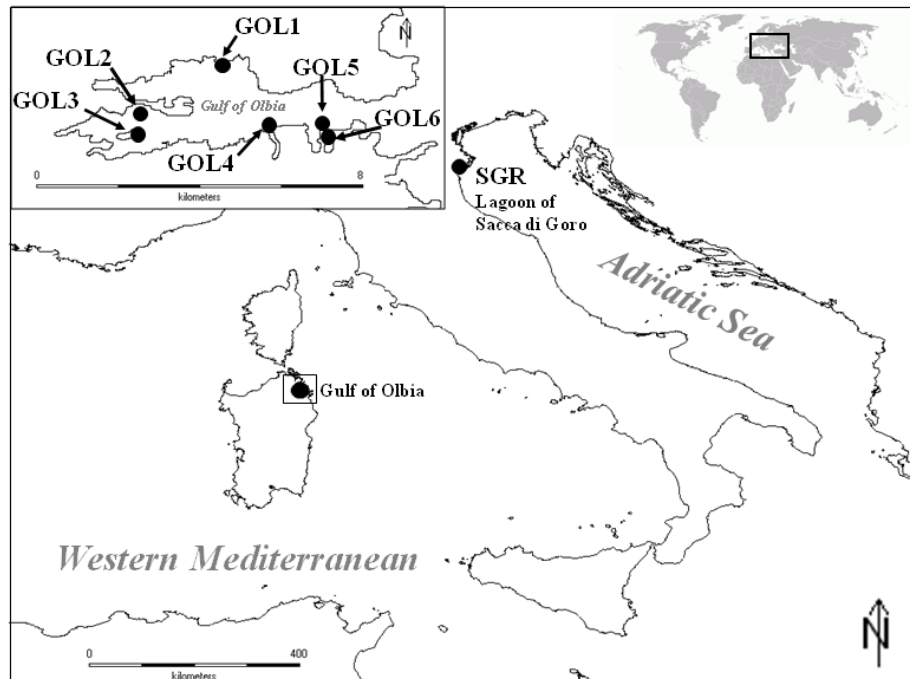 GOL1
N
GOL2
GOL5
GOL3
Gulf of Olbia
GOL6
GOL4
0 8
kilometers
SGR
Lagoon of
Sacca di Goro
Adriatic Sea
Gulf of Olbia
Western Mediterranean
N
0 400
kilometers